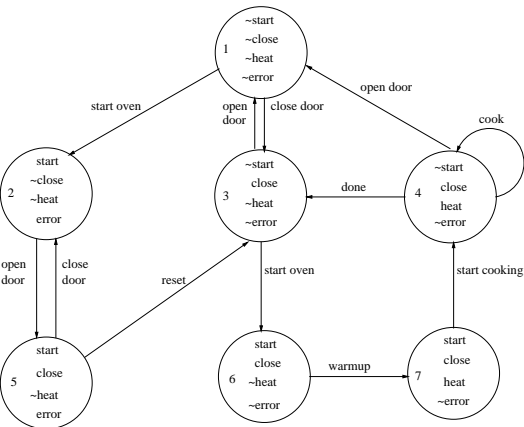 ~start
~close
~heat
~error
1
start oven
open
door
close door
open door
cook
start
~close
~heat
error
2
~start
close
~heat
~error
3
done
~start
close
heat
~error
4
open
door
close
door
reset
start oven
start cooking
start
close
~heat
error
5
start
close
~heat
~error
6
warmup
start
close
heat
~error
7